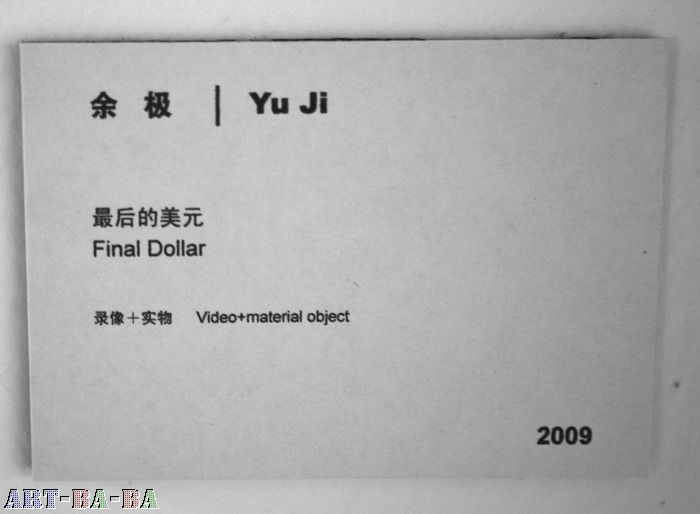 余 极 | Yu Ji
最后的美元
Final Dollar
录像+实物 Video+material object
2009
ART-BA-BA